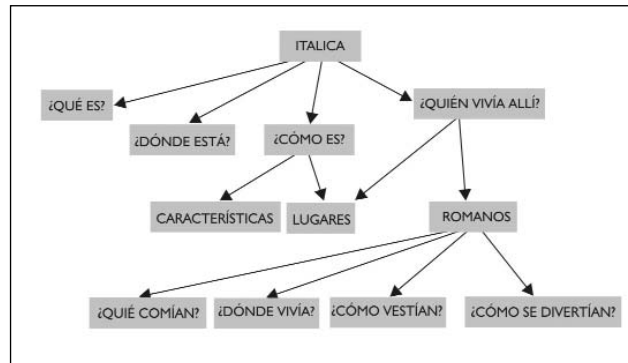 ITALICA
¿QUÉ ES?
¿QUIÉN VIVÍA ALLÍ?
¿DÓNDE ESTÁ?
¿CÓMO ES?
CARACTERÍSTICAS
LUGARES
ROMANOS
¿QUIÉ COMÍAN?
¿DÓNDE VIVÍA?
¿CÓMO VESTÍAN?
¿CÓMO SE DIVERTÍAN?